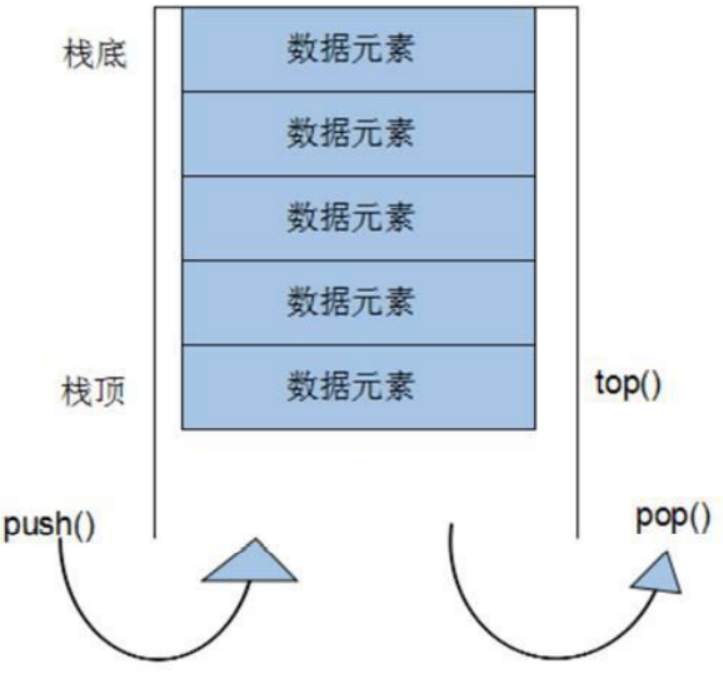 栈底
数据元素
数据元素
数据元素
数据元素
栈顶
数据元素
top()
push()
pop()